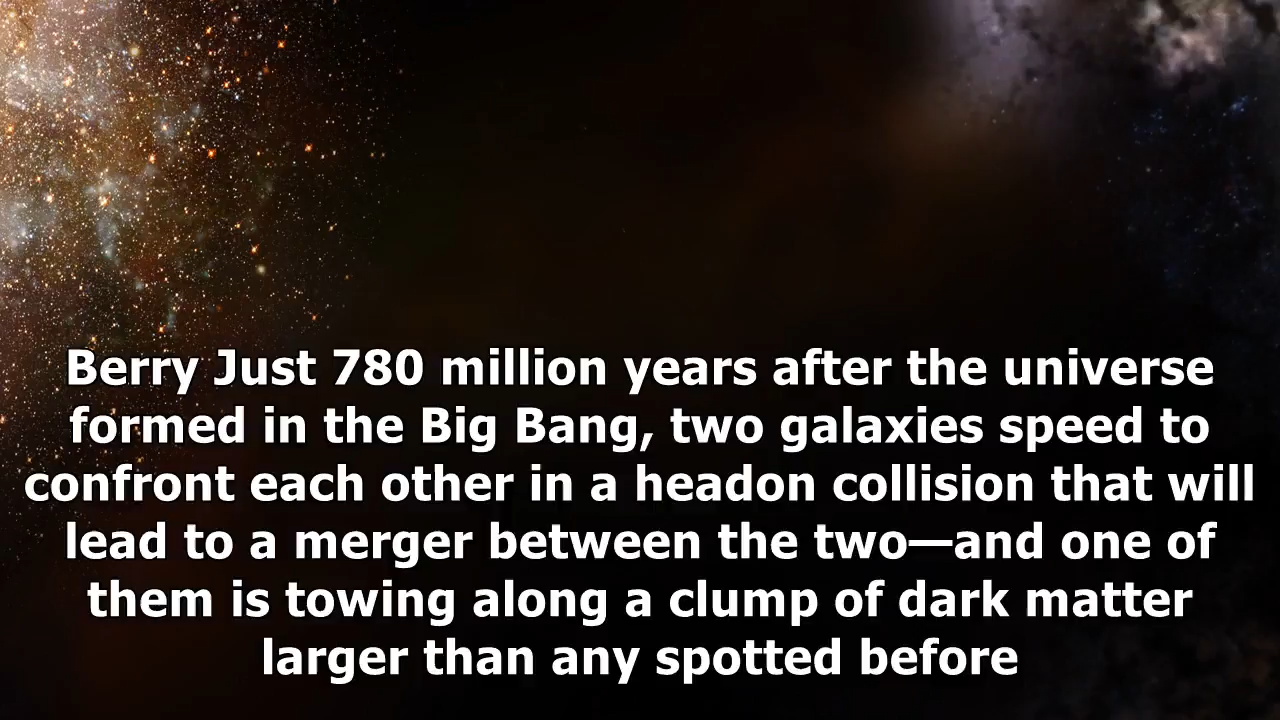 Berry Just 780 million years after the universe
formed in the Big Bang, two galaxies speed to
confront each other in a headon collision that will
lead to a merger between the two—and one of
them is towing along a clump of dark matter
larger than any spotted before